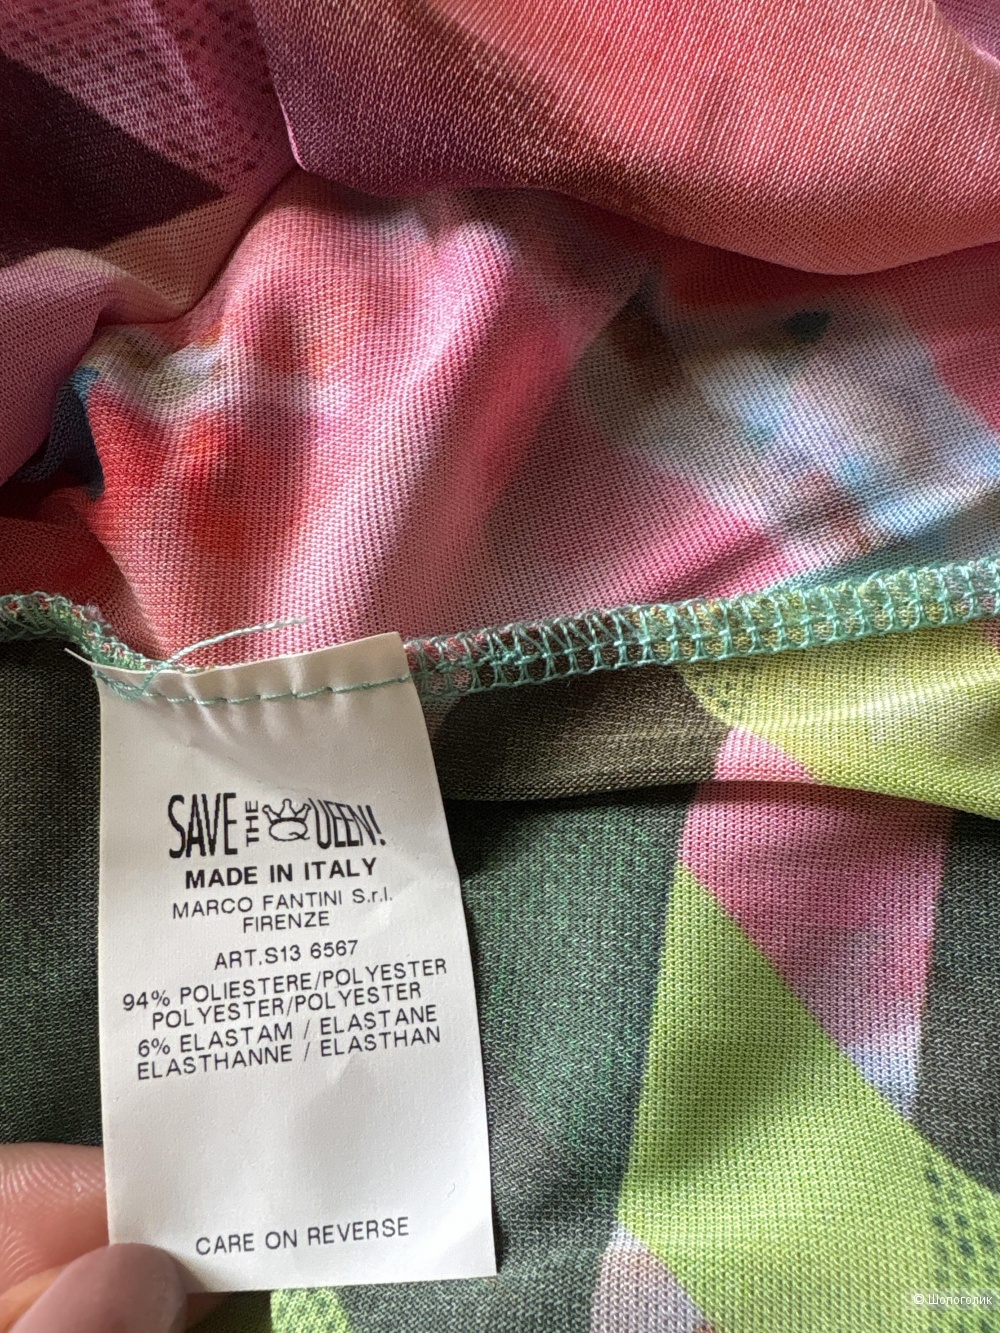 SAVE THE QUEEN!
MADE IN ITALY
MARCO FANTINI S.r.l.
FIRENZE
ART.S13 6567
94% POLIESTERE/POLYESTER
POLYESTER/POLYESTER
6% ELASTAM / ELASTANE
ELASTHANNE / ELASTHAN
CARE ON REVERSE
© Шопоголик